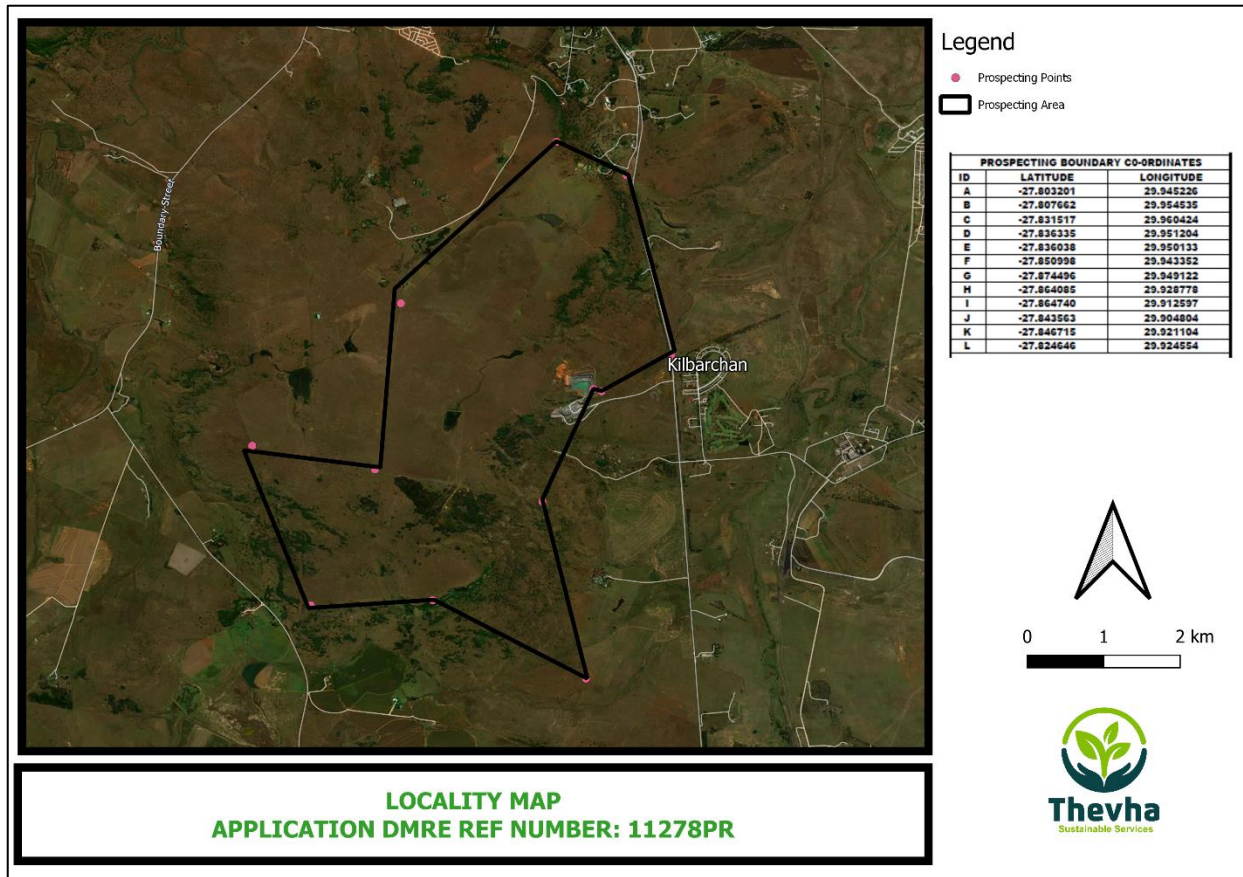 Legend
Prospecting Points
Prospecting Area
PROSPECTING BOUNDARY CO-0RDINATES
ID LATITUDE LONGITUDE
A -27.803201 29.945226
B -27.807662 29.954535
C -27.831517 29.960424
D -27.836335 29.951204
E -27.836038 29.950133
F -27.850998 29.943352
G -27.874496 29.949122
H -27.864085 29.928778
I -27.864740 29.912597
J -27.843563 29.904804
K -27.846715 29.921104
L -27.824646 29.924554
Boundary Street
Kilbarchan
0 1 2 km
Thevha
Sustainable Services
LOCALITY MAP
APPLICATION DMRE REF NUMBER: 11278PR